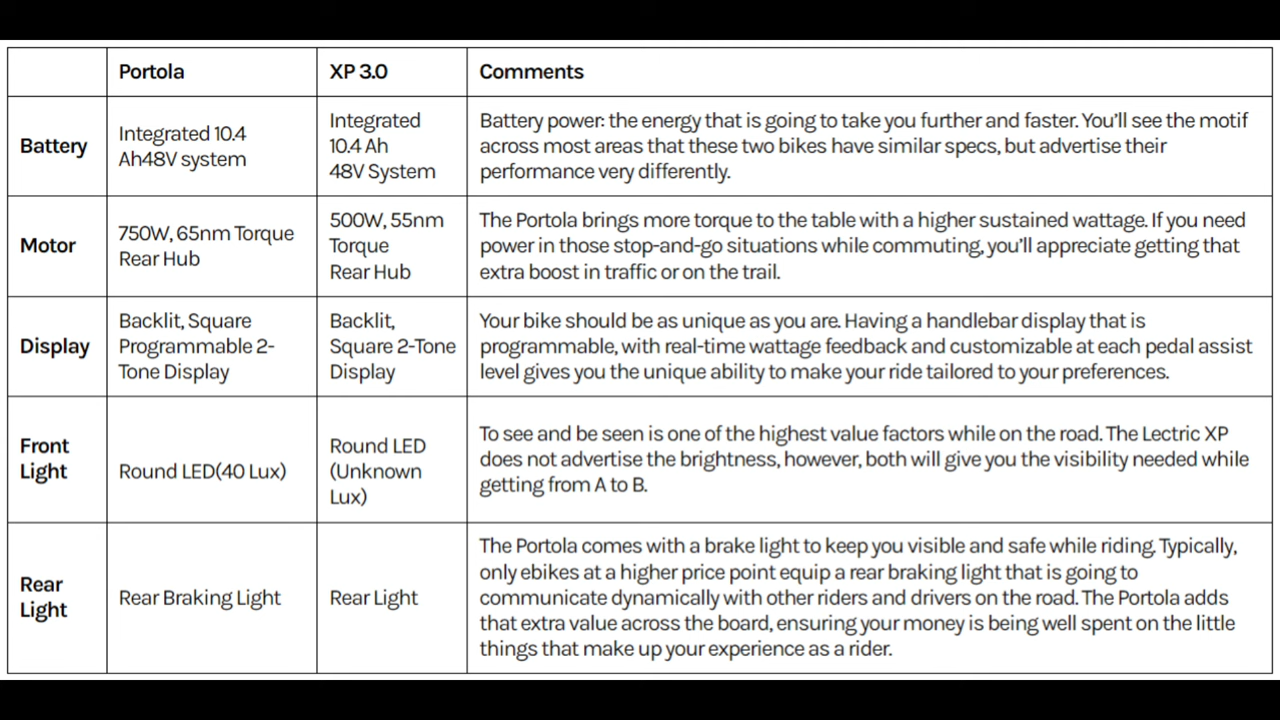 Portola
XP 3.0
Comments
Battery
Integrated 10.4
Ah48V system
Integrated
10.4 Ah
48V System
Battery power: the energy that is going to take you further and faster. You'll see the motif
across most areas that these two bikes have similar specs, but advertise their
performance very differently.
Motor
750W, 65nm Torque
Rear Hub
500W, 55nm
Torque
Rear Hub
The Portola brings more torque to the table with a higher sustained wattage. If you need
power in those stop-and-go situations while commuting, you'll appreciate getting that
extra boost in traffic or on the trail.
Display
Backlit, Square
Programmable 2-
Tone Display
Backlit,
Square 2-Tone
Display
Your bike should be as unique as you are. Having a handlebar display that is
programmable, with real-time wattage feedback and customizable at each pedal assist
level gives you the unique ability to make your ride tailored to your preferences.
Front
Light
Round LED(40 Lux)
Round LED
(Unknown
Lux)
To see and be seen is one of the highest value factors while on the road. The Lectric XP
does not advertise the brightness, however, both will give you the visibility needed while
getting from A to B.
Rear
Light
Rear Braking Light
Rear Light
The Portola comes with a brake light to keep you visible and safe while riding. Typically,
only ebikes at a higher price point equip a rear braking light that is going to
communicate dynamically with other riders and drivers on the road. The Portola adds
that extra value across the board, ensuring your money is being well spent on the little
things that make up your experience as a rider.